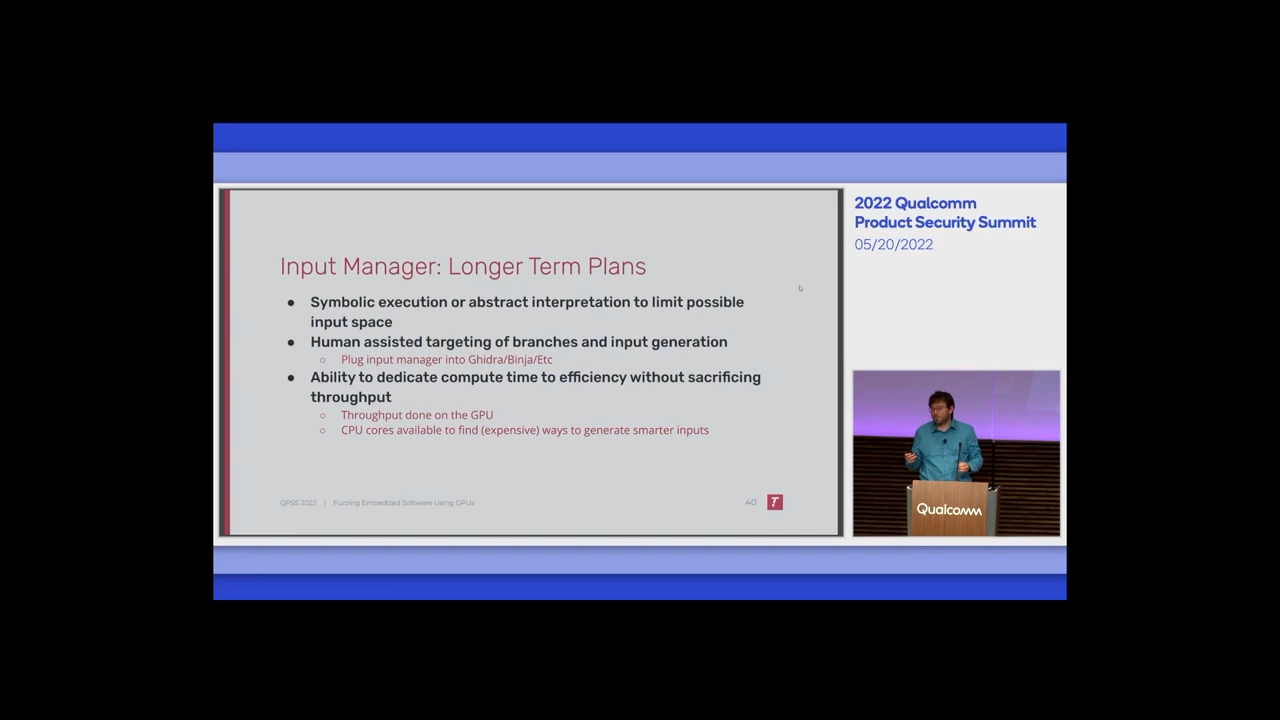 2022 Qualcomm
Product Security Summit
05/20/2022
Input Manager: Longer Term Plans
● Symbolic execution or abstract interpretation to limit possible
input space
● Human assisted targeting of branches and input generation
○ Plug input manager into Ghidra/Binja/Etc
● Ability to dedicate compute time to efficiency without sacrificing
throughput
○ Throughput done on the GPU
○ CPU cores available to find (expensive) ways to generate smarter inputs
QPSS 2022 | Fuzzing Embedded Software Using GPUs
40 T
Qualcomm